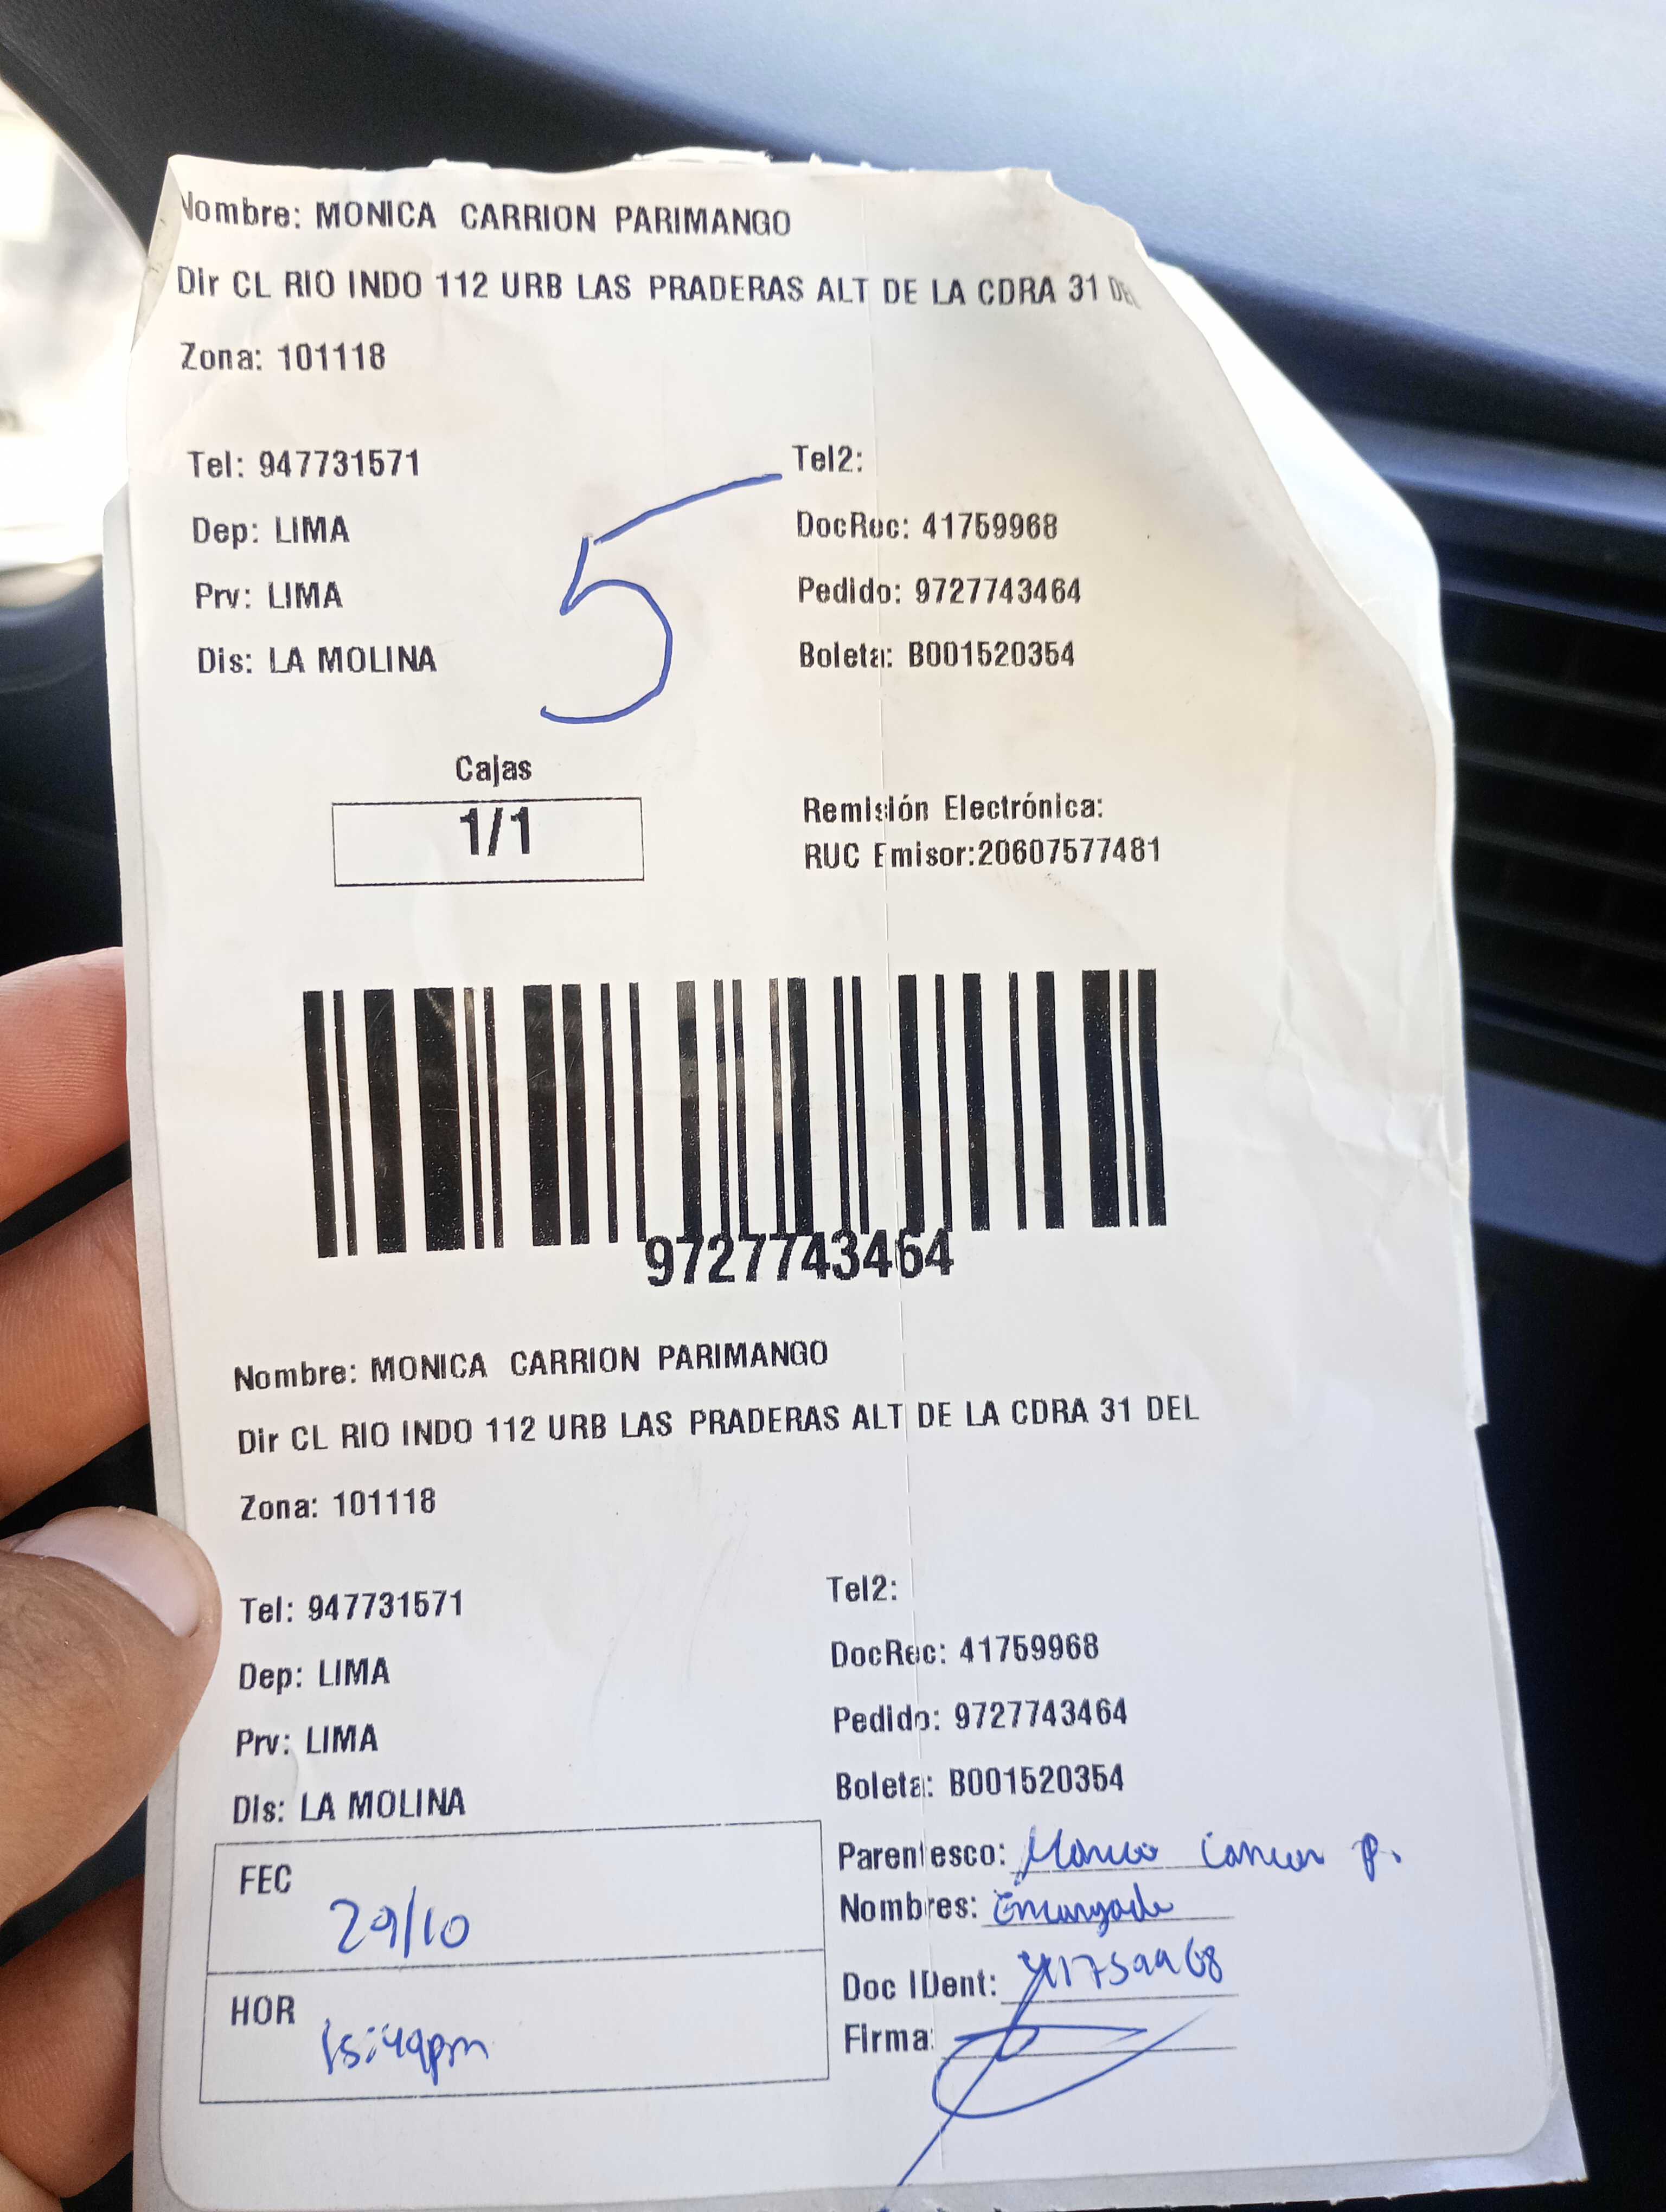 Nombre: MONICA CARRION PARIMANGO
Dir CL RIO INDO 112 URB LAS PRADERAS ALT DE LA CDRA 31 DEL
Zona: 101118
Tel: 947731571
Tel2:
Dep: LIMA
DocRec: 41759968
Prv: LIMA
Pedido: 9727743464
Dis: LA MOLINA
Boleta: B001520354
5
Cajas
1/1
Remisión Electrónica:
RUC Emisor:20607577481
9727743464
Nombre: MONICA CARRION PARIMANGO
Dir CL RIO INDO 112 URB LAS PRADERAS ALT DE LA CDRA 31 DEL
Zona: 101118
Tel: 947731571
Tel2:
Dep: LIMA
DocRec: 41759968
Prv: LIMA
Pedido: 9727743464
Dis: LA MOLINA
Boleta: B001520354
FEC 29/10
HOR 15:49pm
Parentesco:
Nombres:
Doc IDent: 41759968
Firma: